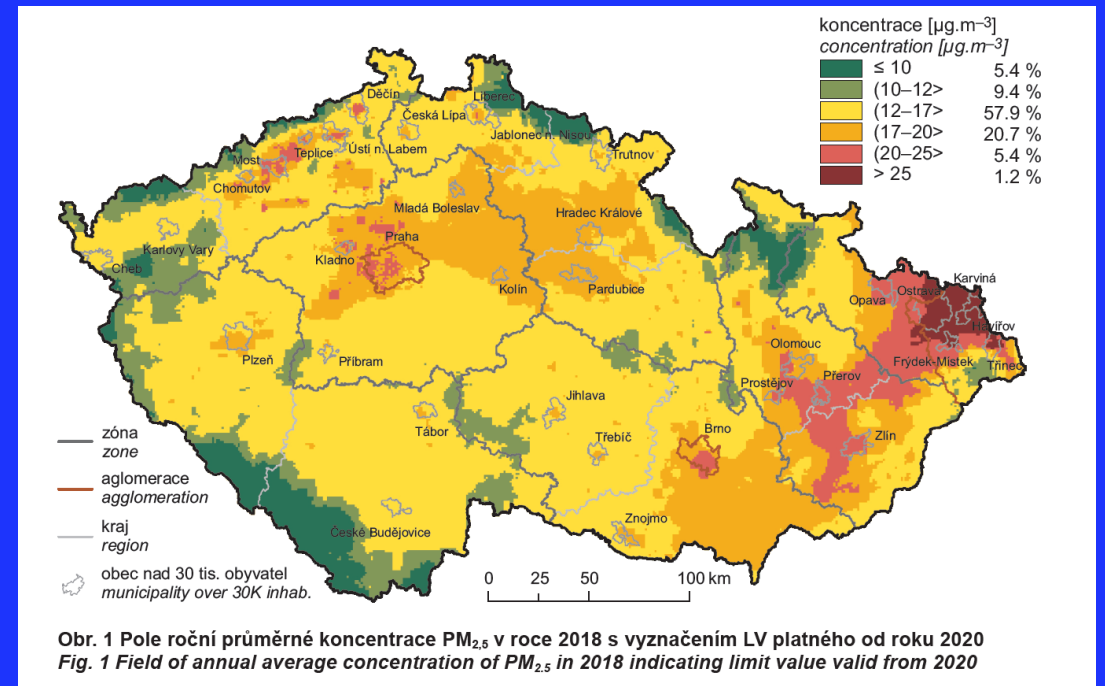 koncentrace [µg.m–3]
concentration [µg.m–3]
≤ 10 5.4 %
(10–12> 9.4 %
(12–17> 57.9 %
(17–20> 20.7 %
(20–25> 5.4 %
> 25 1.2 %
Děčín
Liberec
Česká Lípa
Jablonec n. Nisou
Ústí n. Labem
Teplice
Trutnov
Most
Chomutov
Mladá Boleslav
Hradec Králové
Praha
Karlovy Vary
Kladno
Cheb
Kolín
Pardubice
Karviná
Ostrava
Opava
Havířov
Olomouc
Plzeň
Příbram
Frýdek-Místek
Třinec
Přerov
Prostějov
Jihlava
Tábor
Třebíč
Brno
Zlín
Znojmo
České Budějovice
zóna
zone
aglomerace
agglomeration
kraj
region
obec nad 30 tis. obyvatel
municipality over 30K inhab.
0 25 50 100 km
Obr. 1 Pole roční průměrné koncentrace PM2,5 v roce 2018 s vyznačením LV platného od roku 2020
Fig. 1 Field of annual average concentration of PM2.5 in 2018 indicating limit value valid from 2020